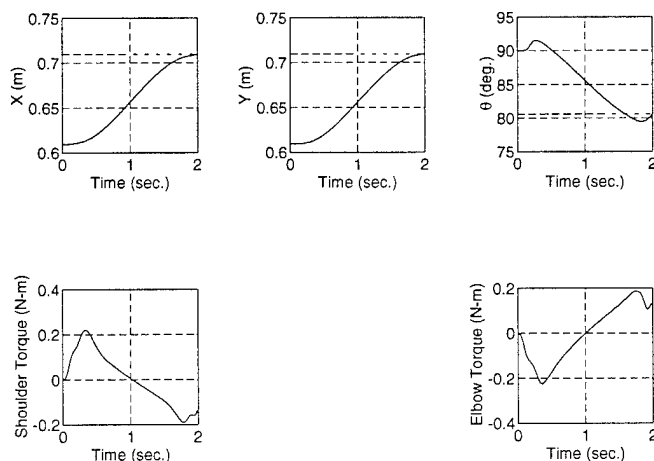 0.75
0.7
0.65
0.6
0 1 2
X (m)
Time (sec.)
0.75
0.7
0.65
0.6
0 1 2
Y (m)
Time (sec.)
95
90
85
80
75
0 1 2
θ (deg.)
Time (sec.)
0.4
0.2
0
-0.2
0 1 2
Shoulder Torque (N-m)
Time (sec.)
0.2
0
-0.2
-0.4
0 1 2
Elbow Torque (N-m)
Time (sec.)